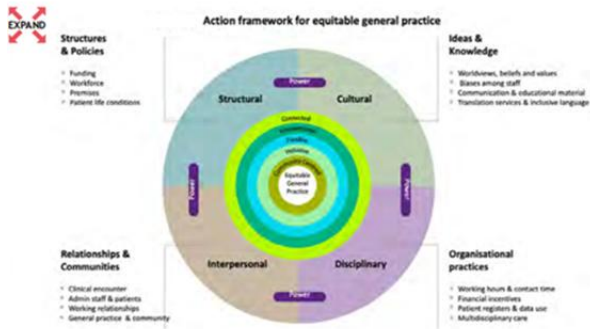 EXPAND
Action framework for equitable general practice
Structures
& Policies
Funding
Workforce
Premises
Patient life conditions
Ideas &
Knowledge
Worldviews, beliefs and values
Biases among staff
Communication & educational material
Translation services & inclusive language
Power
Structural
Cultural
Connected
Intersectional
Flexible
Inclusive
Community-centred
Equitable
General
Practice
Power
Power
Interpersonal
Disciplinary
Power
Relationships &
Communities
Clinical encounter
Admin staff & patients
Working relationships
General practice & community
Organisational
practices
Working hours & contact time
Financial incentives
Patient registers & data use
Multidisciplinary care